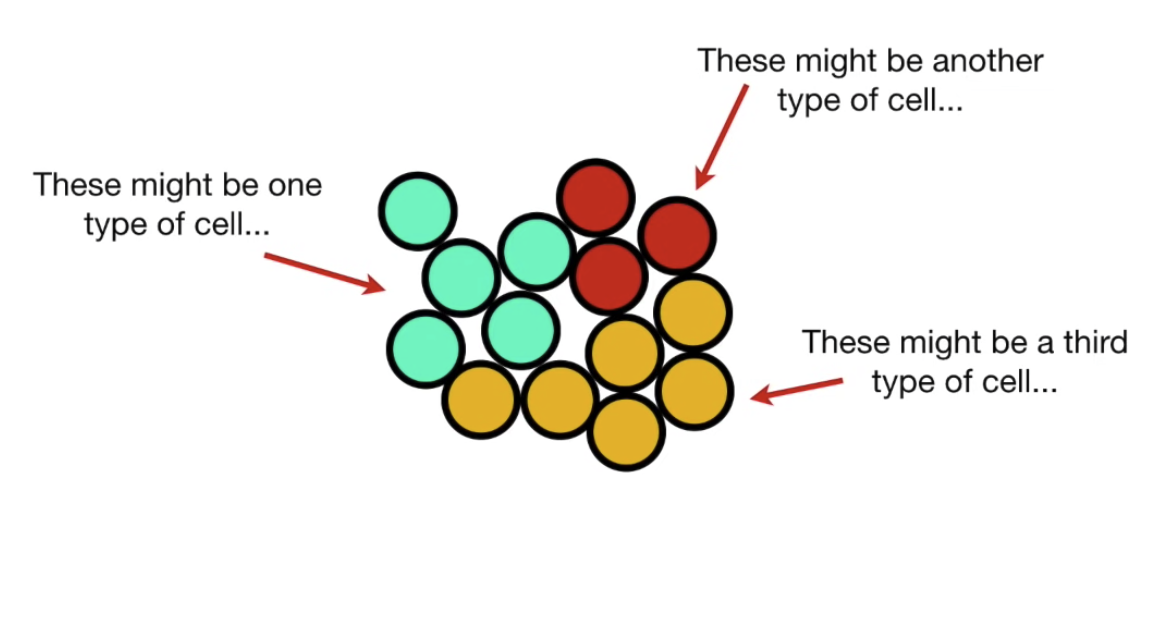 These might be another
type of cell...
These might be one
type of cell...
These might be a third
type of cell...